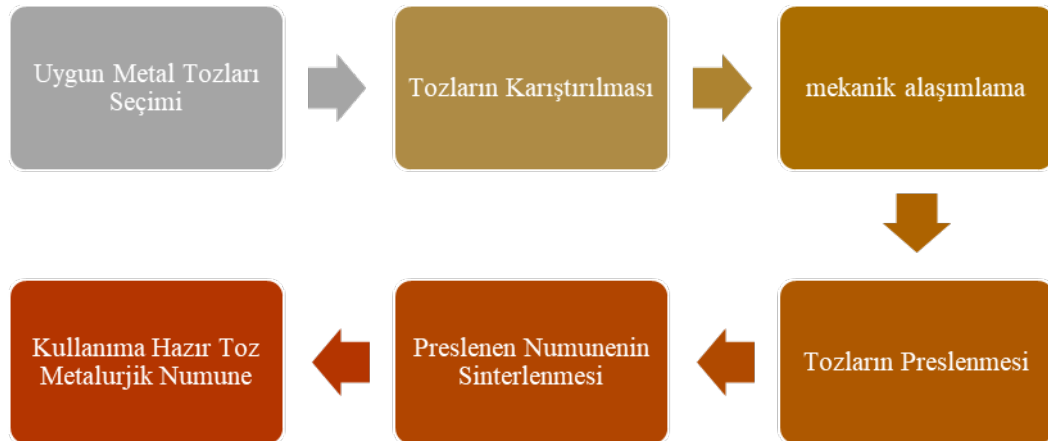 Uygun Metal Tozları
Seçimi
Tozların Karıştırılması
mekanik alaşımlama
Tozların Preslenmesi
Preslenen Numunenin
Sinterlenmesi
Kullanıma Hazır Toz
Metalurjik Numune